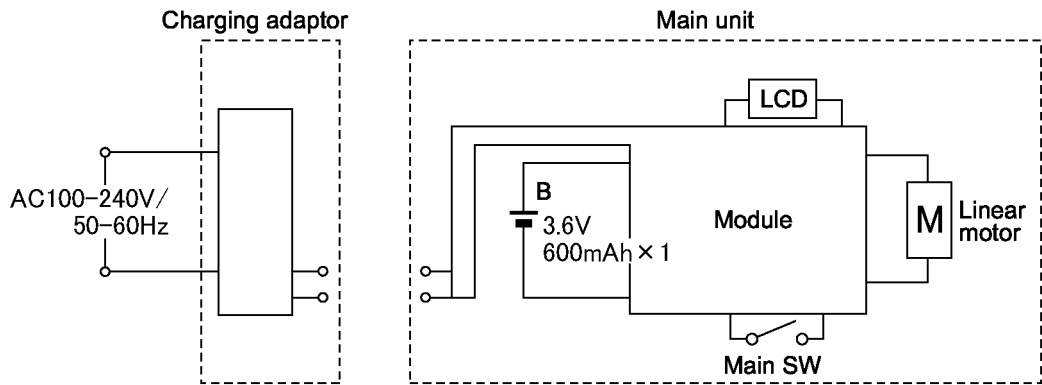 Charging adaptor
Main unit
LCD
AC100-240V/
50-60Hz
B
3.6V
600mAh×1
Module
M
Linear
motor
Main SW